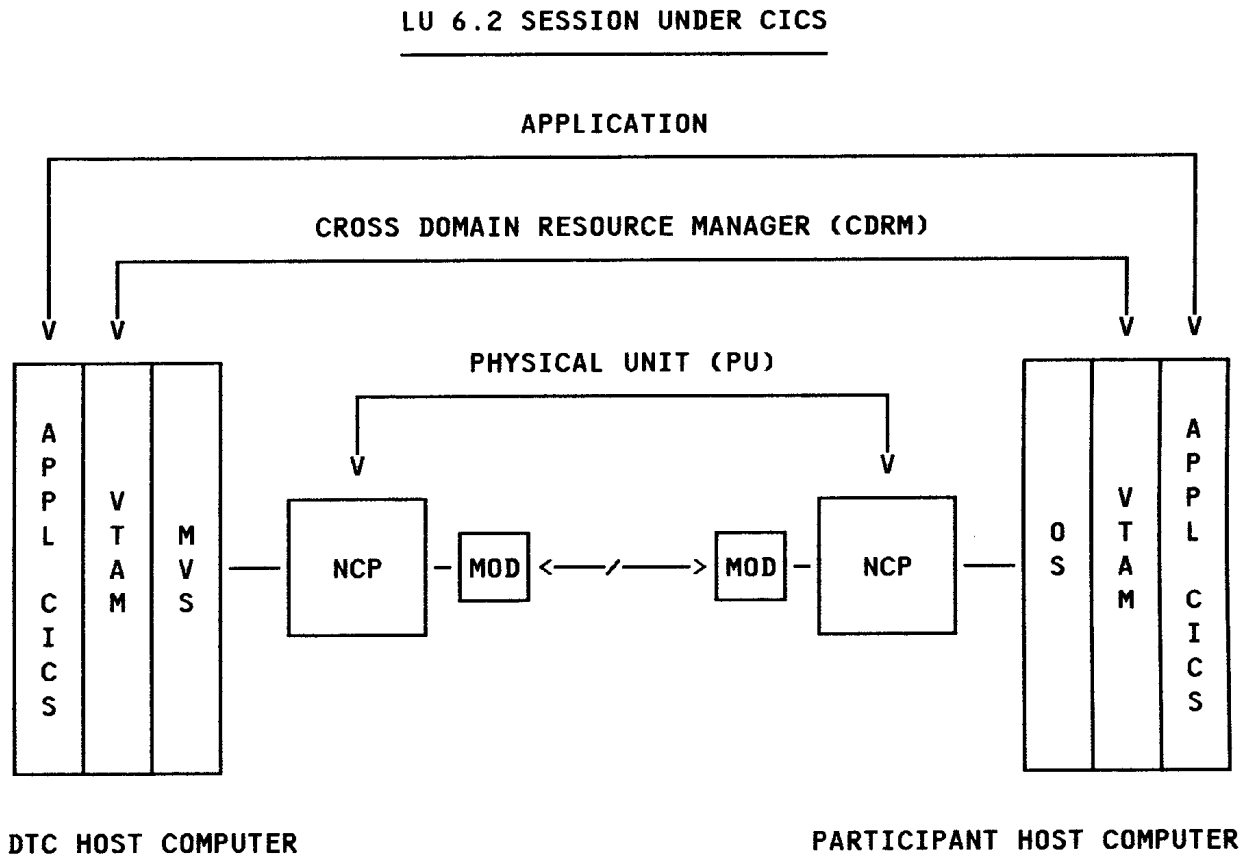 LU 6.2 SESSION UNDER CICS
APPLICATION
CROSS DOMAIN RESOURCE MANAGER (CDRM)
V V V V
PHYSICAL UNIT (PU)
V V
APPL CICS
VTAM
MVS
NCP
MOD
<——/——>
MOD
NCP
OS
VTAM
APPL CICS
DTC HOST COMPUTER
PARTICIPANT HOST COMPUTER